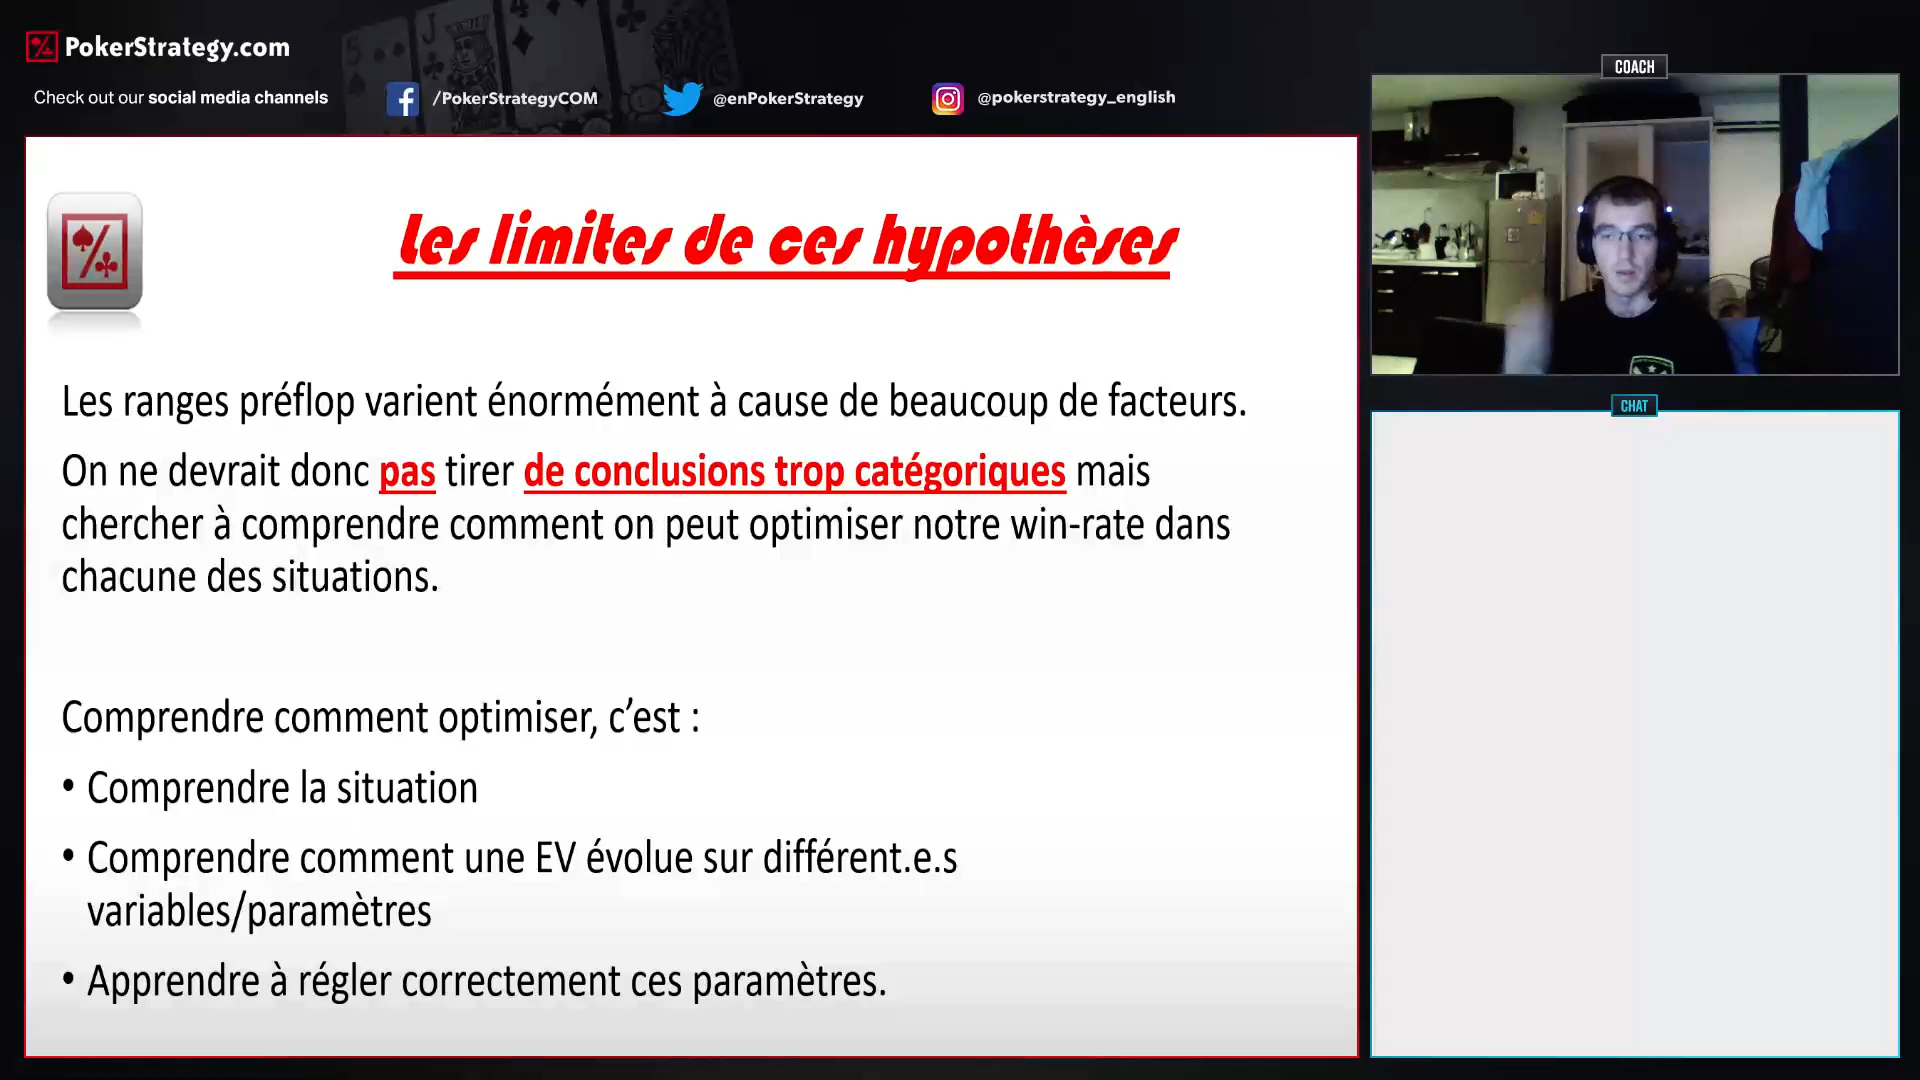 PokerStrategy.com
Check out our social media channels
/PokerStrategyCOM
@enPokerStrategy
@pokerstrategy_english
COACH
Les limites de ces hypothèses
Les ranges préflop varient énormément à cause de beaucoup de facteurs.
On ne devrait donc pas tirer de conclusions trop catégoriques mais
chercher à comprendre comment on peut optimiser notre win-rate dans
chacune des situations.
Comprendre comment optimiser, c’est :
• Comprendre la situation
• Comprendre comment une EV évolue sur différent.e.s
variables/paramètres
• Apprendre à régler correctement ces paramètres.
CHAT